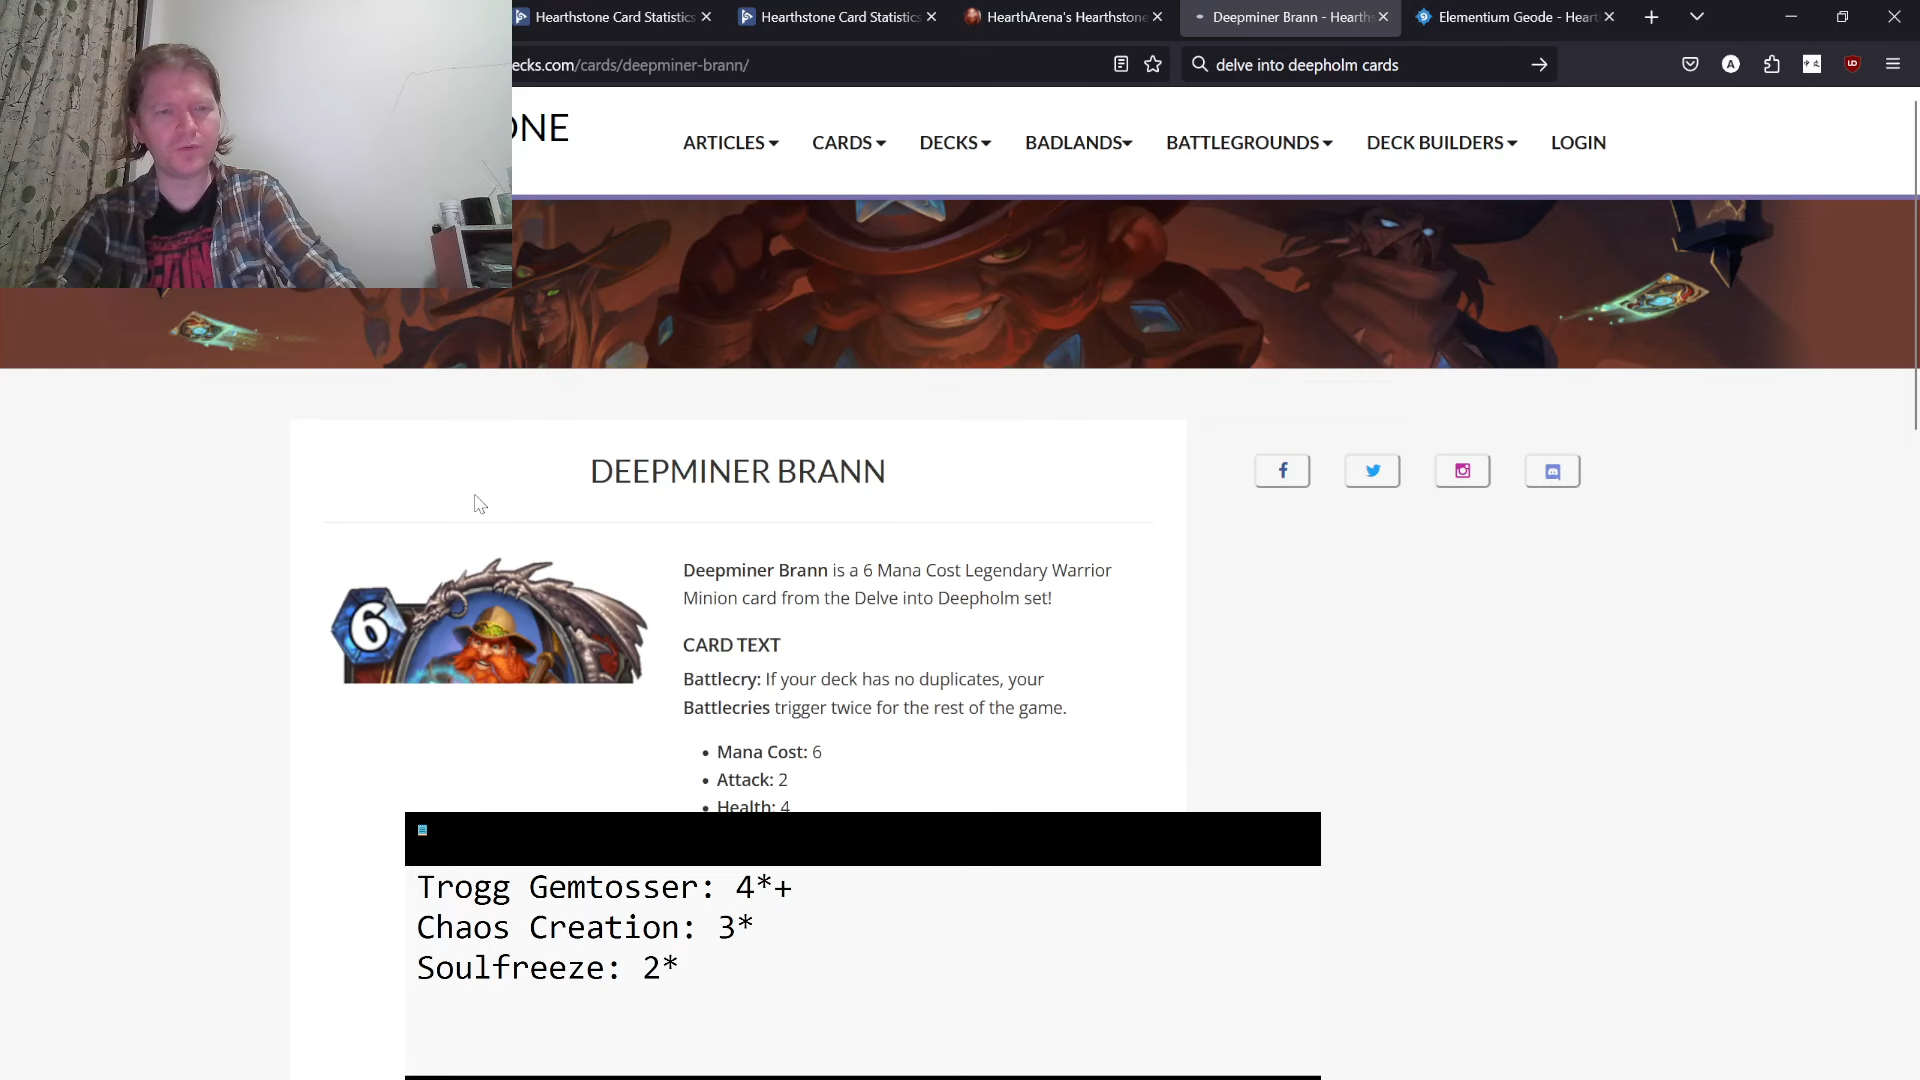 Hearthstone Card Statistics
Hearthstone Card Statistics
HearthArena's Hearthstone
Deepminer Brann - Hearths
Elementium Geode - Heart
ecks.com/cards/deepminer-brann/
delve into deepholm cards
ONE
ARTICLES
CARDS
DECKS
BADLANDS
BATTLEGROUNDS
DECK BUILDERS
LOGIN
DEEPMINER BRANN
6
Deepminer Brann is a 6 Mana Cost Legendary Warrior
Minion card from the Delve into Deepholm set!
CARD TEXT
Battlecry: If your deck has no duplicates, your
Battlecries trigger twice for the rest of the game.
• Mana Cost: 6
• Attack: 2
• Health: 4
Trogg Gemtosser: 4*+
Chaos Creation: 3*
Soulfreeze: 2*